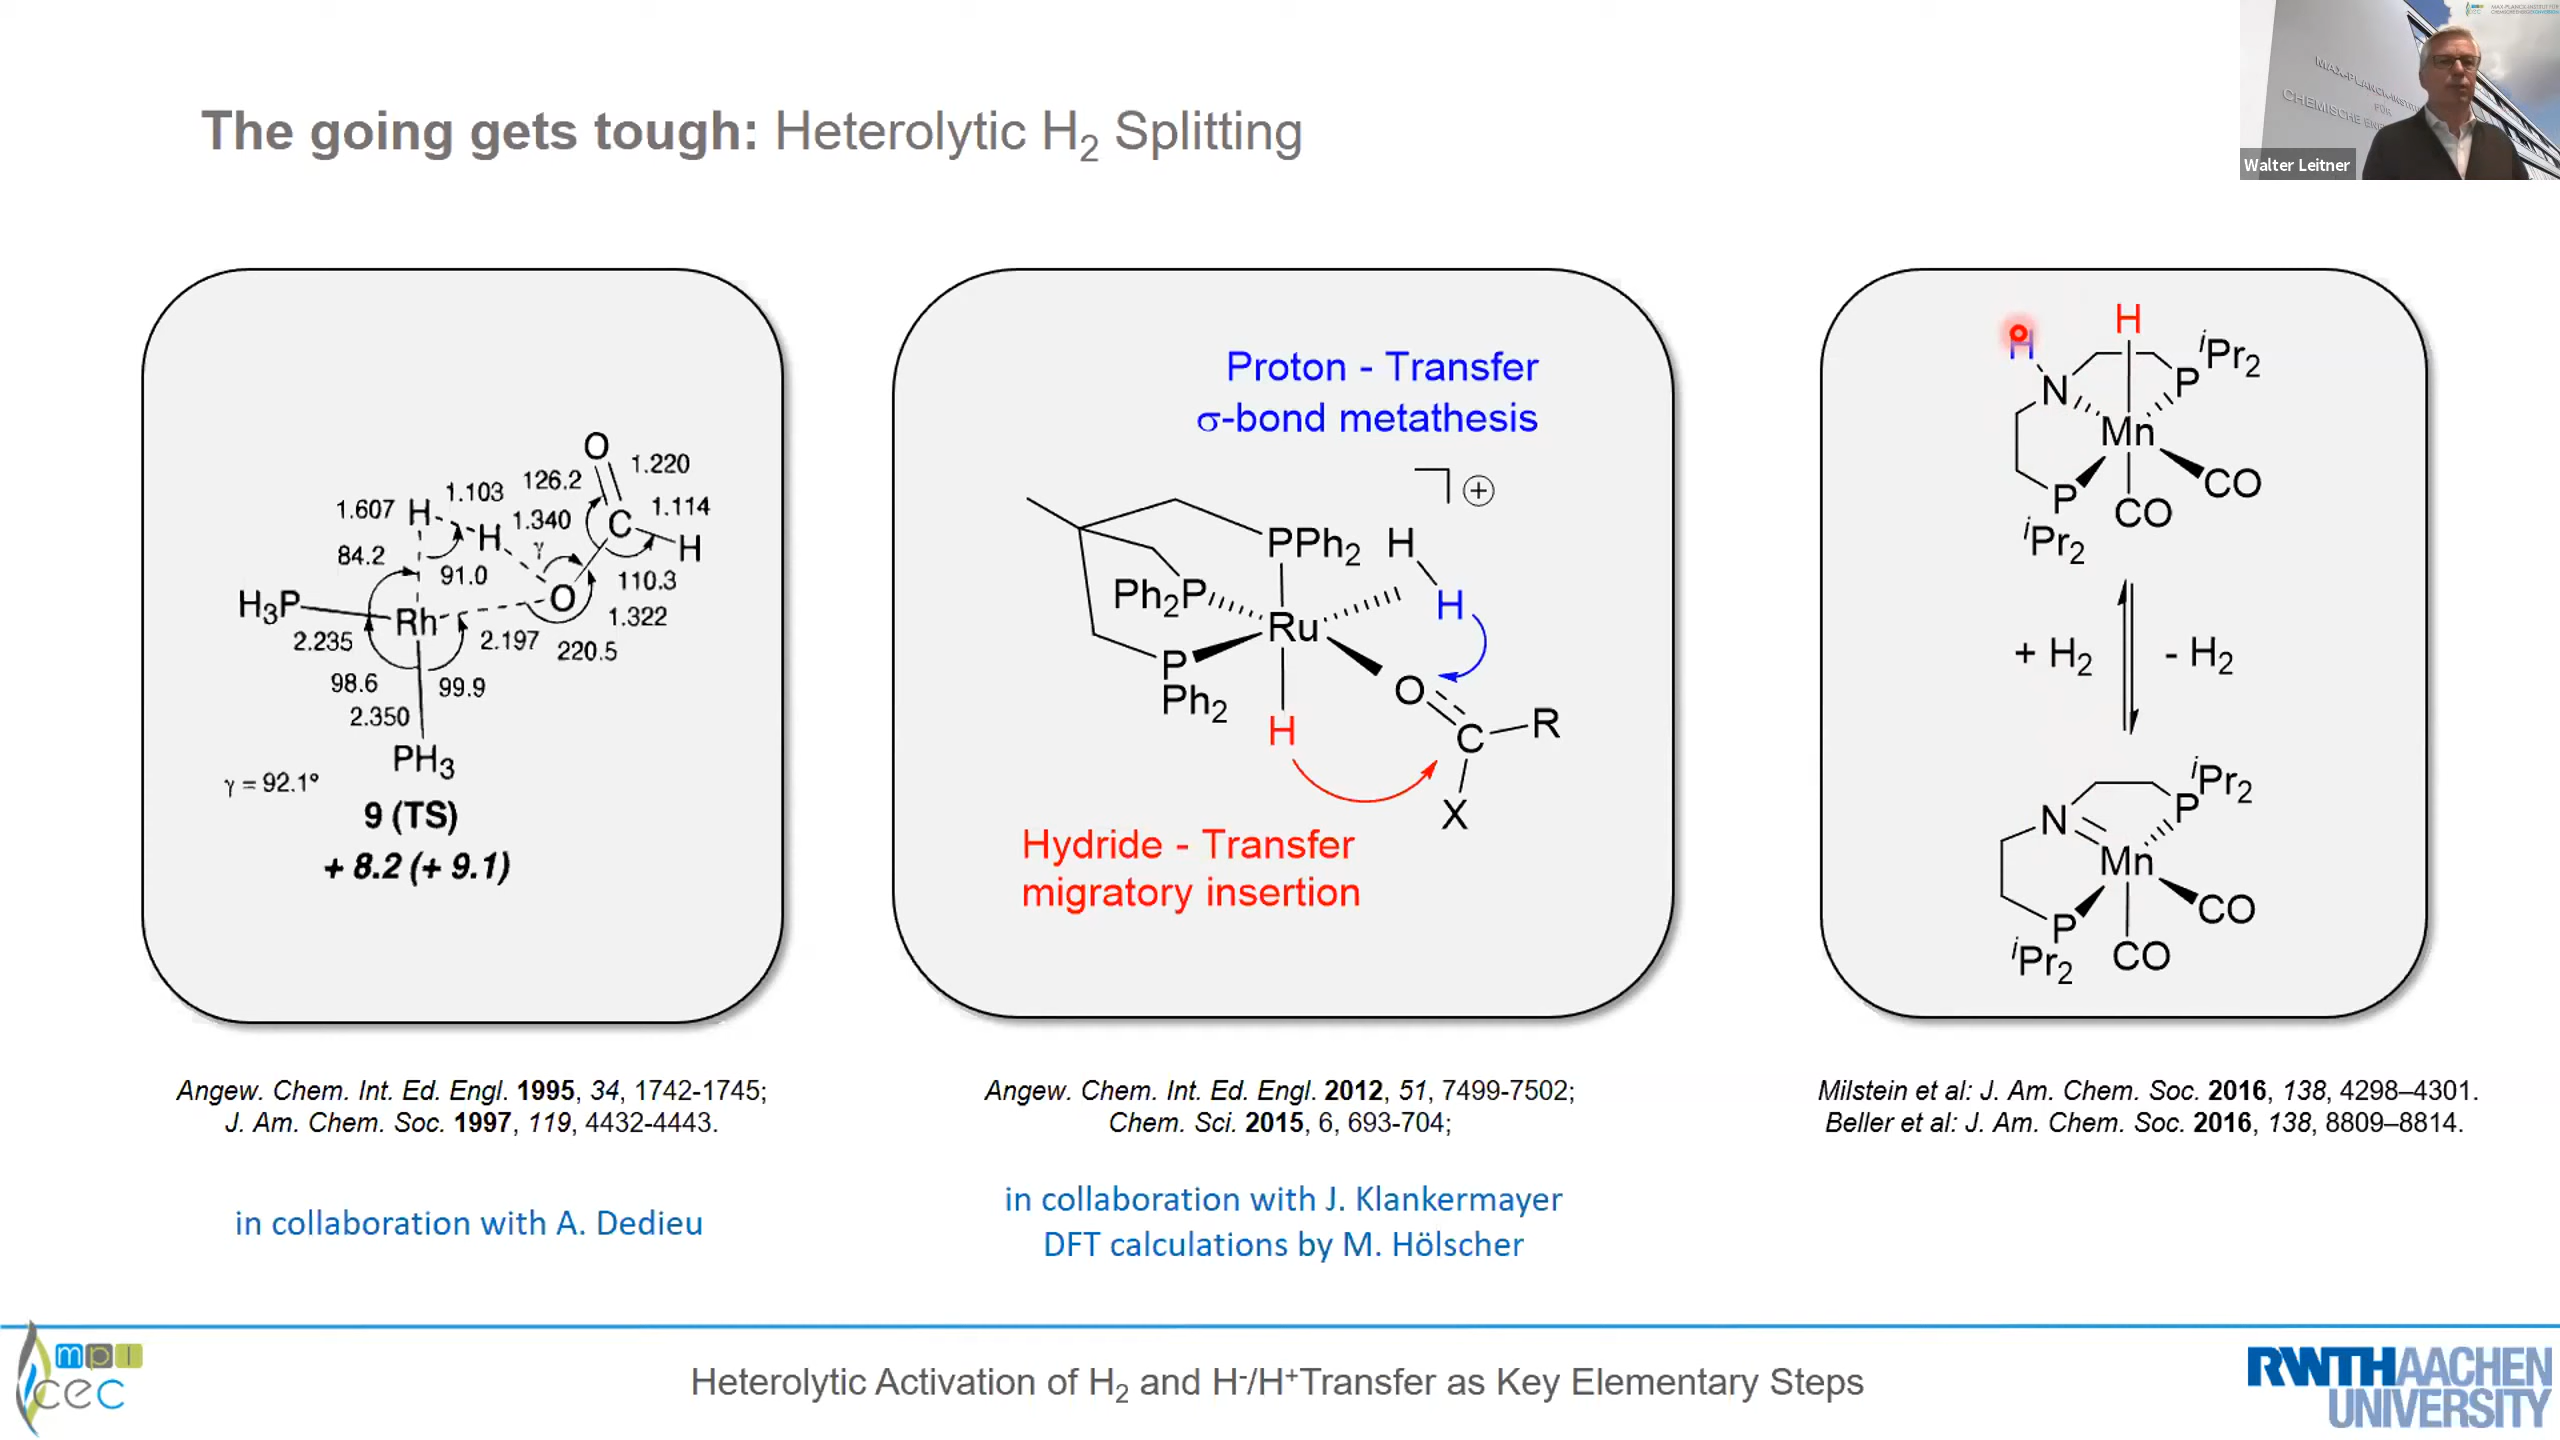 The going gets tough: Heterolytic H2 Splitting
Walter Leitner
MAX-PLANCK-INSTITUT
FÜR
CHEMISCHE
O
1.220
126.2
1.103
1.607
H
1.340
1.114
C
H
γ
H
84.2
91.0
110.3
O
H3P
Rh
1.322
2.235
2.197
220.5
98.6
99.9
2.350
PH3
γ = 92.1°
9 (TS)
+ 8.2 (+ 9.1)
Proton - Transfer
σ-bond metathesis
+
PPh2
H
Ph2P
H
Ru
P
Ph2
O
H
C
R
X
Hydride - Transfer
migratory insertion
H
H
iPr2
P
N
Mn
CO
P
CO
iPr2
+ H2
- H2
iPr2
N
P
Mn
CO
P
CO
iPr2
Angew. Chem. Int. Ed. Engl. 1995, 34, 1742-1745;
J. Am. Chem. Soc. 1997, 119, 4432-4443.
in collaboration with A. Dedieu
Angew. Chem. Int. Ed. Engl. 2012, 51, 7499-7502;
Chem. Sci. 2015, 6, 693-704;
in collaboration with J. Klankermayer
DFT calculations by M. Hölscher
Milstein et al: J. Am. Chem. Soc. 2016, 138, 4298–4301.
Beller et al: J. Am. Chem. Soc. 2016, 138, 8809–8814.
mpi
cec
Heterolytic Activation of H2 and H-/H+Transfer as Key Elementary Steps
RWTHAACHEN
UNIVERSITY